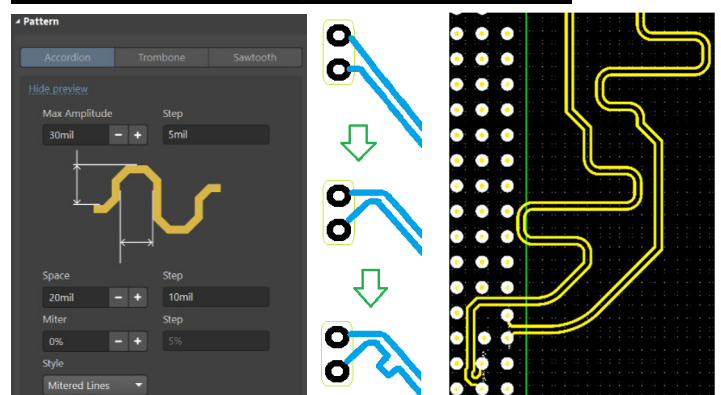 Pattern
Accordion Trombone Sawtooth
Hide preview
Max Amplitude Step
30mil - + 5mil
Space Step
20mil - + 10mil
Miter Step
0% - + 5%
Style
Mitered Lines